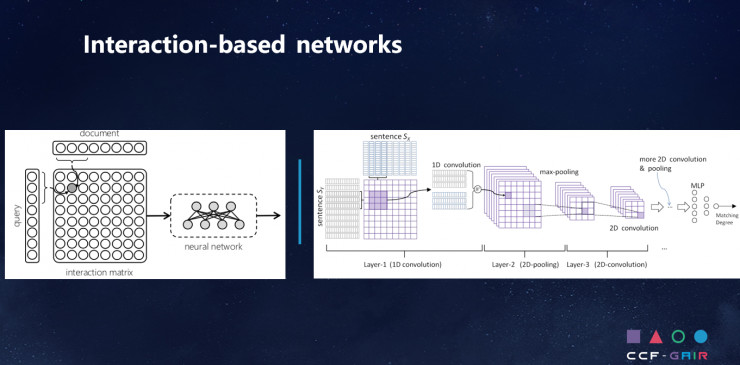 Interaction-based networks
document
query
interaction matrix
neural network
sentence Sx
sentence Sy
1D convolution
max-pooling
more 2D convolution
& pooling
MLP
2D convolution
Matching
Degree
Layer-1 (1D convolution)
Layer-2 (2D-pooling)
Layer-3 (2D-convolution)
...
CCF-GAIR